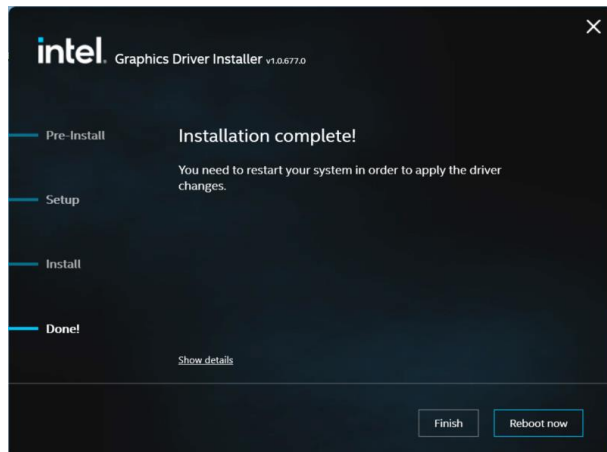 intel. Graphics Driver Installer v1.0.677.0
Pre-Install
Setup
Install
Done!
Installation complete!
You need to restart your system in order to apply the driver
changes.
Show details
Finish
Reboot now